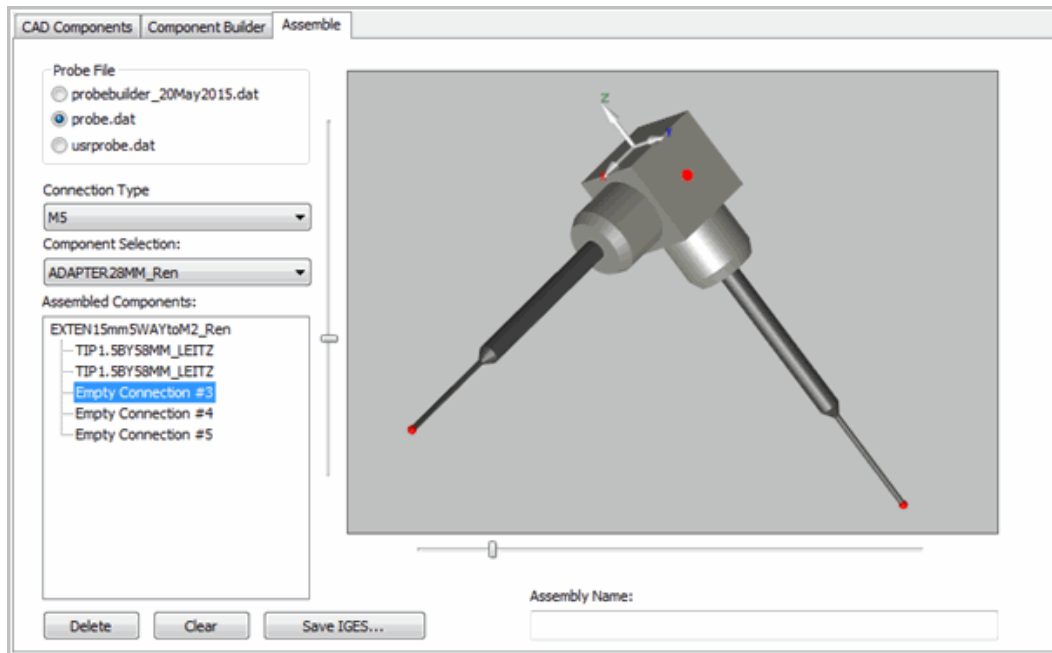 CAD Components Component Builder Assemble
Probe File
probebuilder_20May2015.dat
probe.dat
usrprobe.dat
Connection Type
M5
Component Selection:
ADAPTER28MM_Ren
Assembled Components:
EXTEN15mm5WAYtoM2_Ren
TIP1.5BY58MM_LEITZ
TIP1.5BY58MM_LEITZ
Empty Connection #3
Empty Connection #4
Empty Connection #5
Z
Assembly Name:
Delete Clear Save IGES...